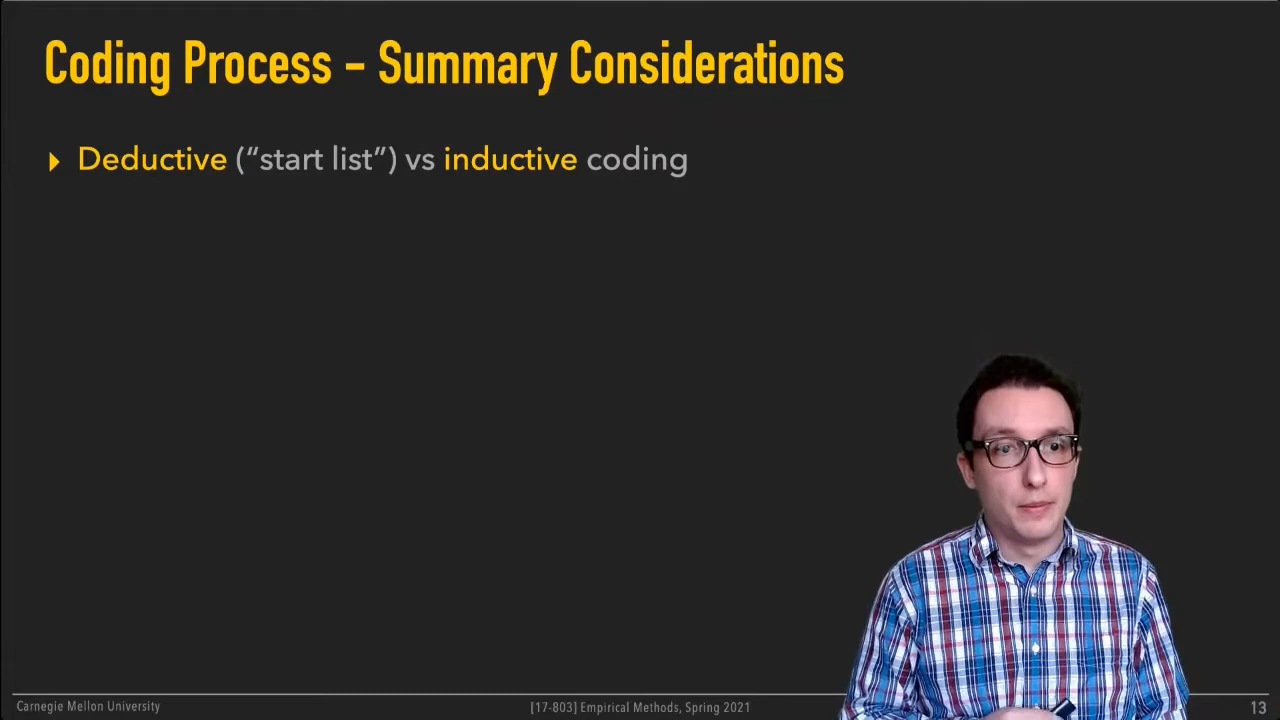 Coding Process – Summary Considerations
Deductive (“start list”) vs inductive coding
Carnegie Mellon University
[17-803] Empirical Methods, Spring 2021
13